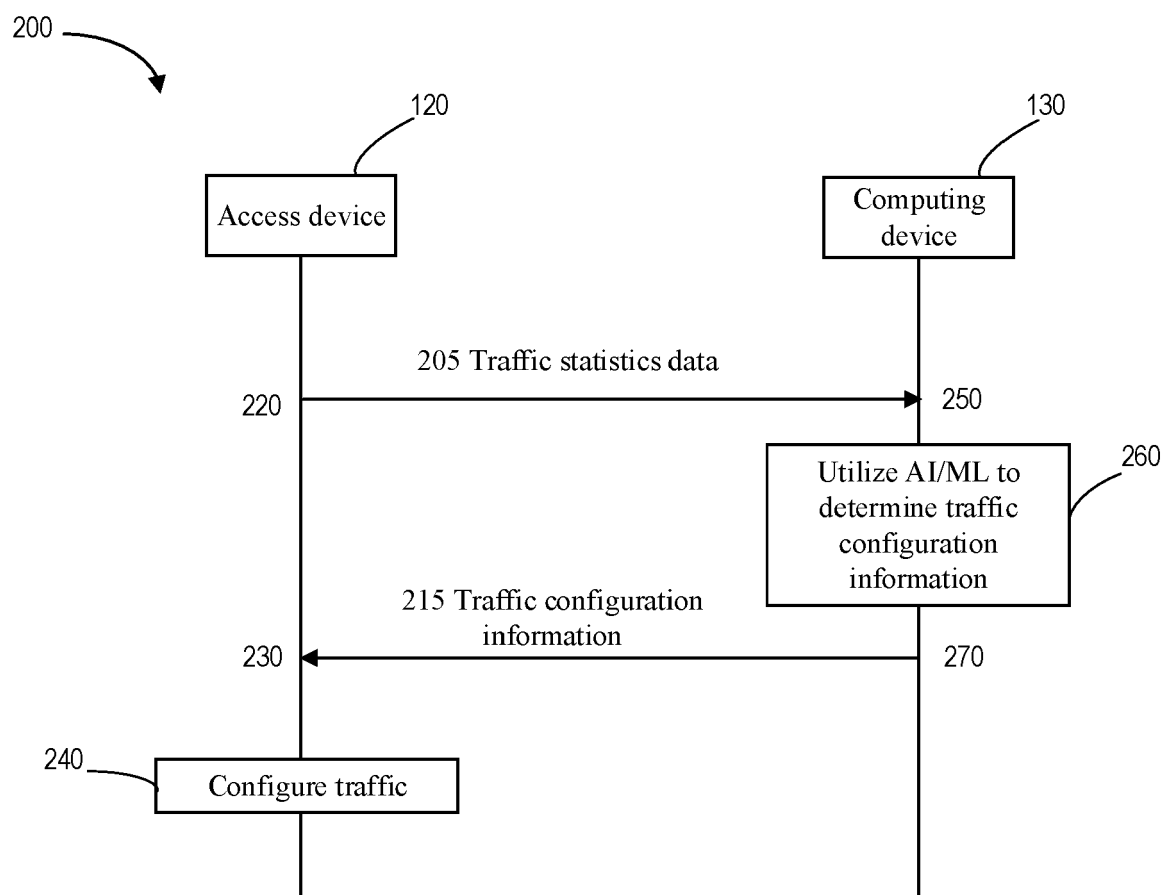 200
120
130
Access device
Computing
device
205 Traffic statistics data
220
250
Utilize AI/ML to
determine traffic
configuration
information
260
215 Traffic configuration
information
230
270
240
Configure traffic